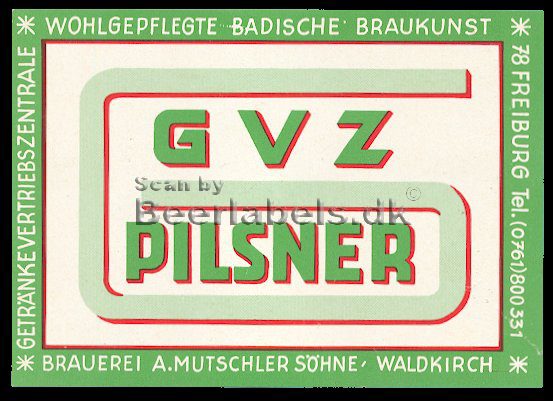 ✳ WOHLGEPFLEGTE BADISCHE BRAUKUNST ✳
GETRÄNKEVERTRIEBSZENTRALE
78 FREIBURG Tel. (0761) 800 331
GVZ
Scan by
Beerlabels.dk ©
PILSNER
✳ BRAUEREI A. MUTSCHLER SÖHNE, WALDKIRCH ✳